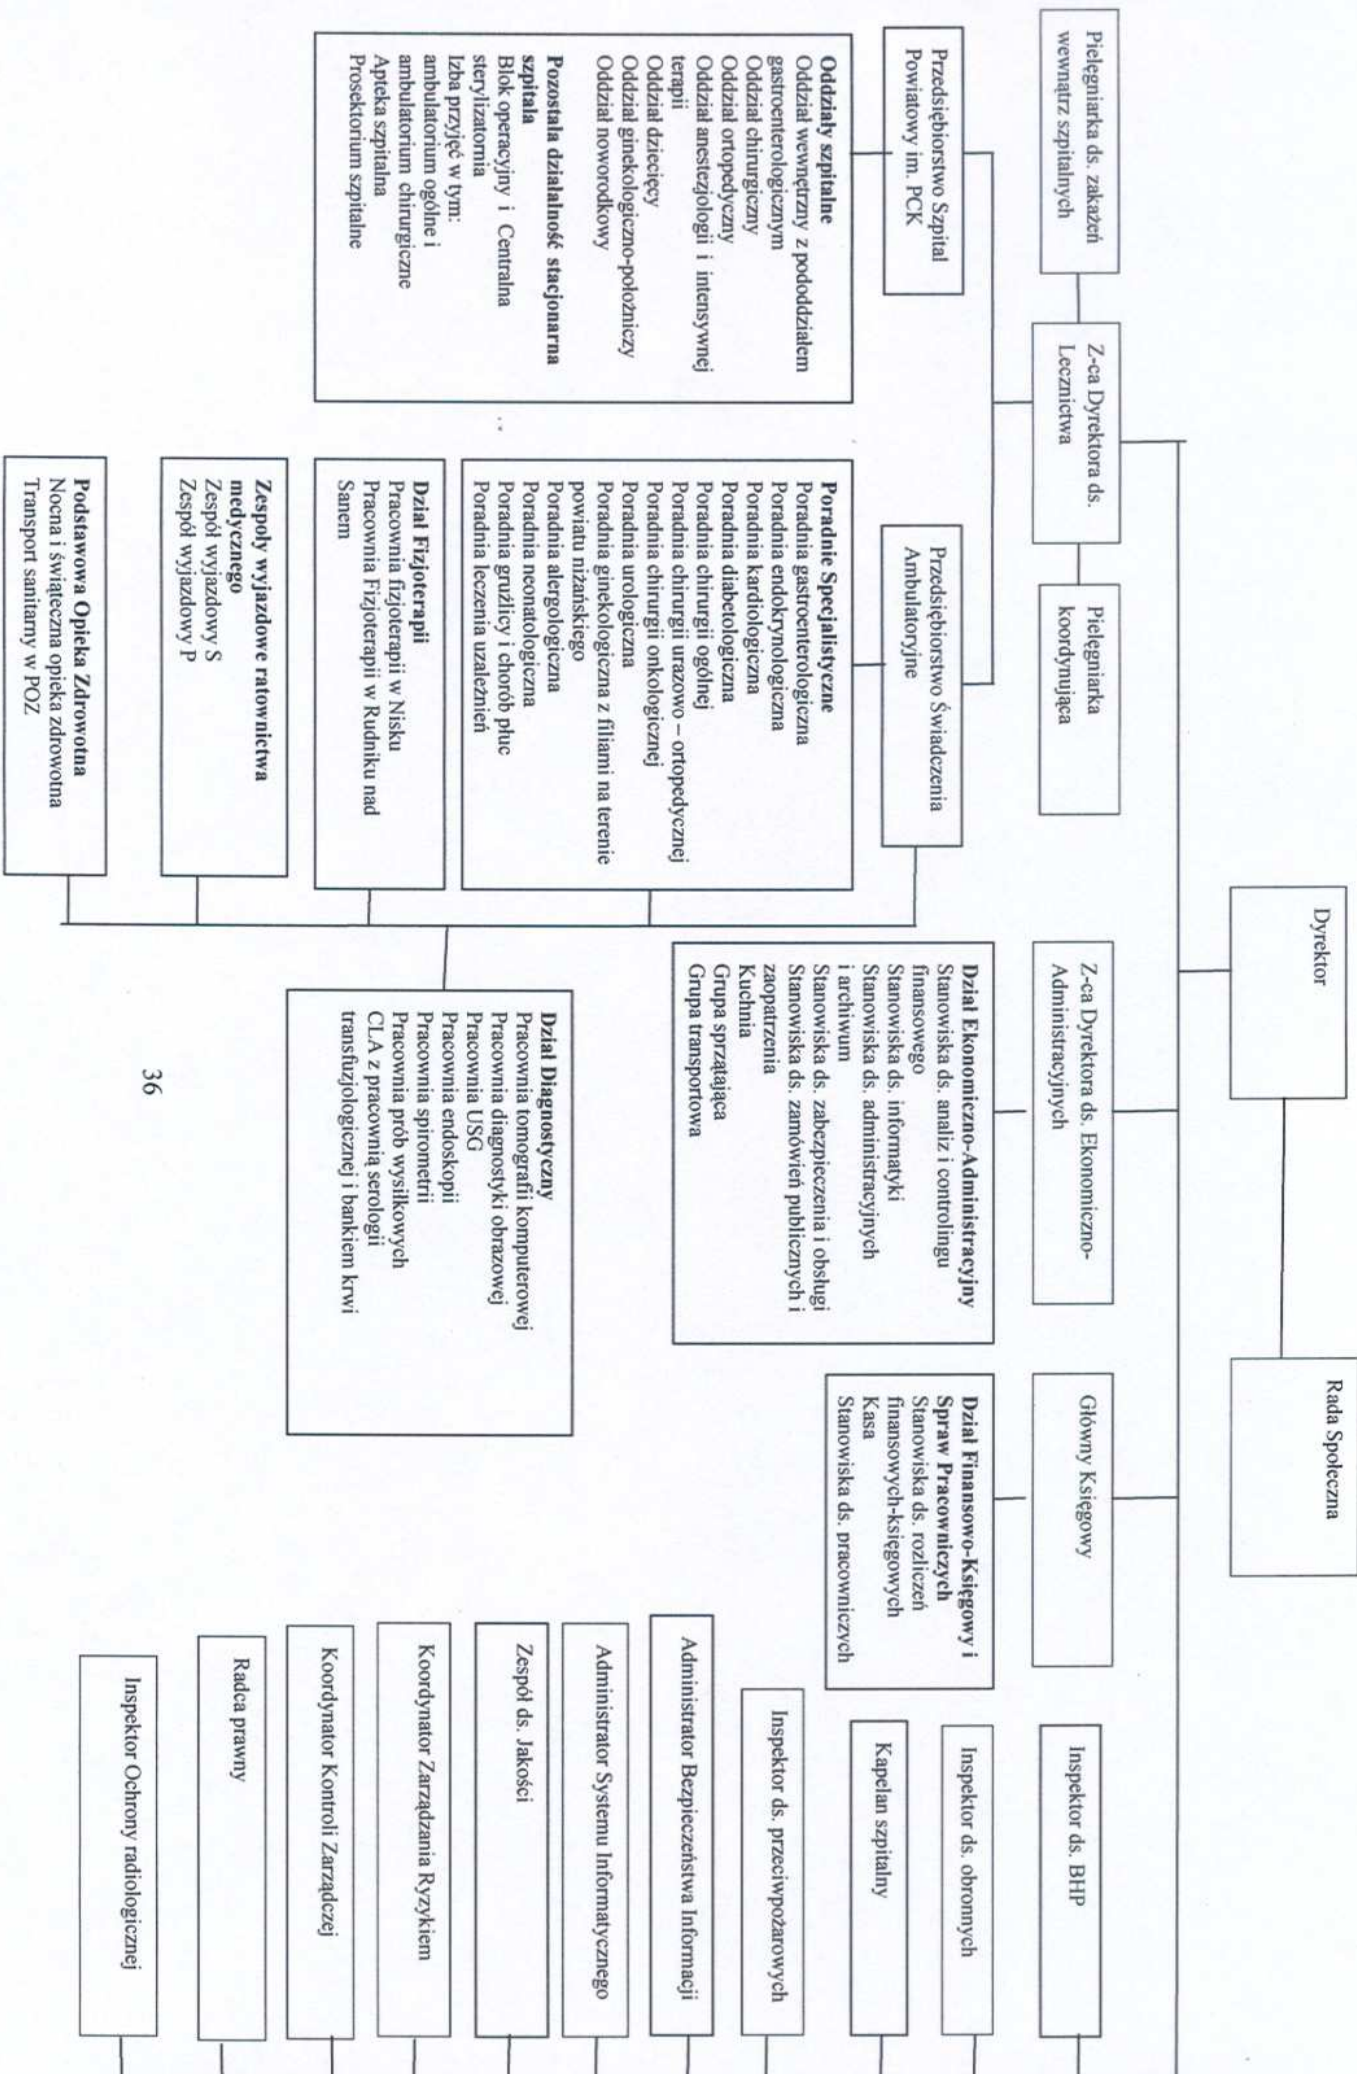 Dyrektor
Rada Społeczna
Pielęgniarka ds. zakażeń
wewnątrz szpitalnych
Z-ca Dyrektora ds.
Lecznictwa
Pielęgniarka
koordynująca
Z-ca Dyrektora ds. Ekonomiczno-
Administracyjnych
Główny Księgowy
Inspektor ds. BHP
Przedsiębiorstwo Szpital
Powiatowy im. PCK
Przedsiębiorstwo Świadczenia
Ambulatoryjne
Dział Ekonomiczno-Administracyjny
Stanowiska ds. analiz i controlingu
finansowego
Stanowiska ds. informatyki
Stanowiska ds. administracyjnych
i archiwum
Stanowiska ds. zabezpieczenia i obsługi
Stanowiska ds. zamówień publicznych i
zaopatrzenia
Kuchnia
Grupa sprzątająca
Grupa transportowa
Dział Finansowo-Księgowy i
Spraw Pracowniczych
Stanowiska ds. rozliczeń
finansowych-księgowych
Kasa
Stanowiska ds. pracowniczych
Inspektor ds. obronnych
Kapelan szpitalny
Inspektor ds. przeciwpożarowych
Administrator Bezpieczeństwa Informacji
Administrator Systemu Informatycznego
Zespół ds. Jakości
Koordynator Zarządzania Ryzykiem
Koordynator Kontroli Zarządczej
Radca prawny
Inspektor Ochrony radiologicznej
Oddziały szpitalne
Oddział wewnętrzny z pododdziałem
gastroenterologicznym
Oddział chirurgiczny
Oddział ortopedyczny
Oddział anestezjologii i intensywnej
terapii
Oddział dziecięcy
Oddział ginekologiczno-położniczy
Oddział noworodkowy
Pozostała działalność stacjonarna
szpitala
Blok operacyjny i Centralna
sterylizatornia
Izba przyjęć w tym:
ambulatorium ogólne i
ambulatorium chirurgiczne
Apteka szpitalna
Prosektorium szpitalne
Poradnie Specjalistyczne
Poradnia gastroenterologiczna
Poradnia endokrynologiczna
Poradnia kardiologiczna
Poradnia diabetologiczna
Poradnia chirurgii ogólnej
Poradnia chirurgii urazowo – ortopedycznej
Poradnia chirurgii onkologicznej
Poradnia urologiczna
Poradnia ginekologiczna z filiami na terenie
powiatu niżańskiego
Poradnia alergologiczna
Poradnia neonatologiczna
Poradnia gruźlicy i chorób płuc
Poradnia leczenia uzależnień
Dział Fizjoterapii
Pracownia fizjoterapii w Nisku
Pracownia Fizjoterapii w Rudniku nad
Sanem
Zespoły wyjazdowe ratownictwa
medycznego
Zespół wyjazdowy S
Zespół wyjazdowy P
Podstawowa Opieka Zdrowotna
Nocna i świąteczna opieka zdrowotna
Transport sanitarny w POZ
Dział Diagnostyczny
Pracownia tomografii komputerowej
Pracownia diagnostyki obrazowej
Pracownia USG
Pracownia endoskopii
Pracownia spirometrii
Pracownia prób wysiłkowych
CLA z pracownią serologii
transfuzjologicznej i bankiem krwi
36